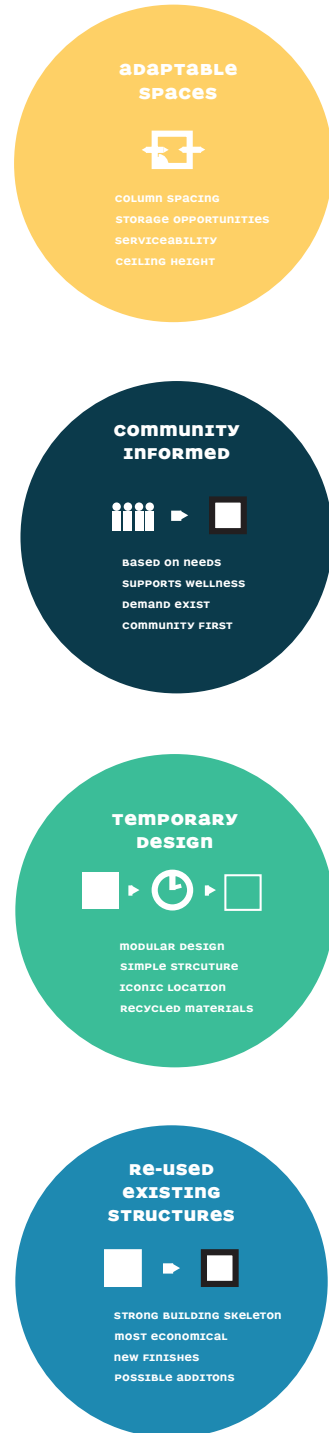 aDaPTaBLe
SPaCeS
COLUMN SPaCING
STORaGE OPPORTUNITIES
SeRVICeaBILITY
CeILING HeIGHT
COMMUNITY
INFORMeD
BaSeD ON NeeDS
SUPPORTS WeLLNeSS
DeMaND eXIST
COMMUNITY FIRST
TeMPORaRY
DeSIGN
MODULaR DeSIGN
SIMPLe STRCUTURe
ICONIC LOCaTION
ReCYCLeD MaTeRIaLS
Re-USeD
eXISTING
STRUCTUReS
STRONG BUILDING SKeLeTON
MOST eCONOMICaL
NeW FINISHeS
POSSIBLe aDDITONS